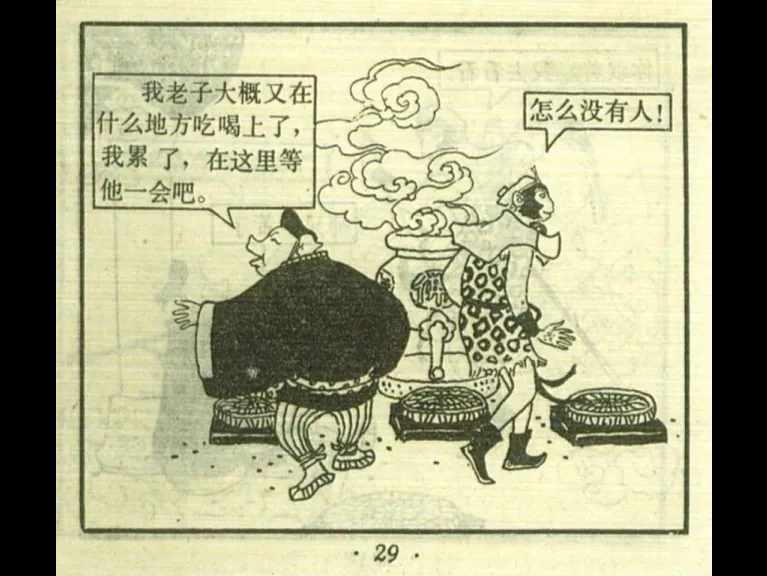 我老子大概又在
什么地方吃喝上了，
我累了，在这里等
他一会吧。
怎么没有人！
佛
· 29 ·